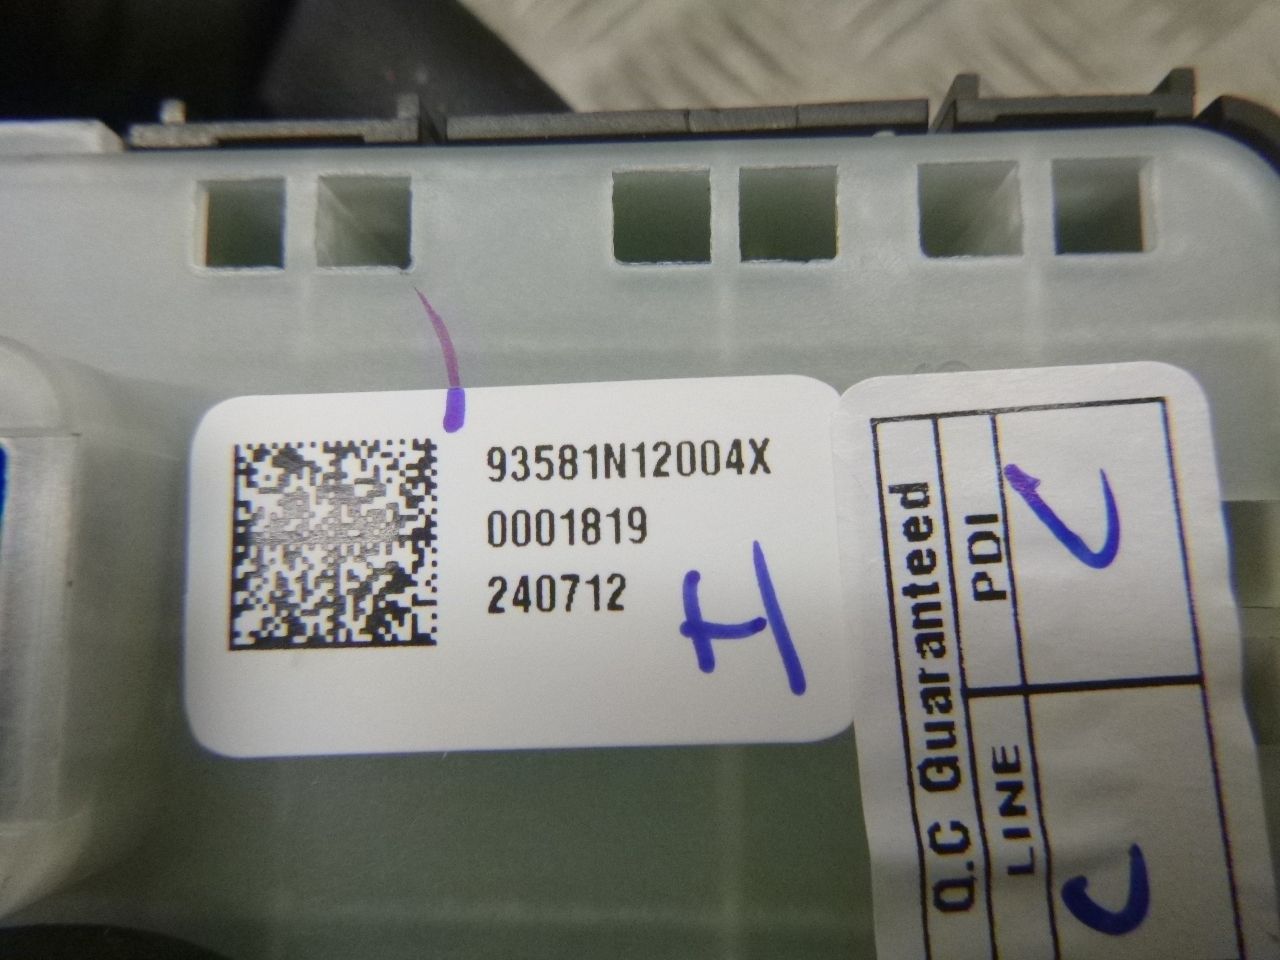 93581N12004X
0001819
240712
Q.C Guaranteed
PDI
LINE